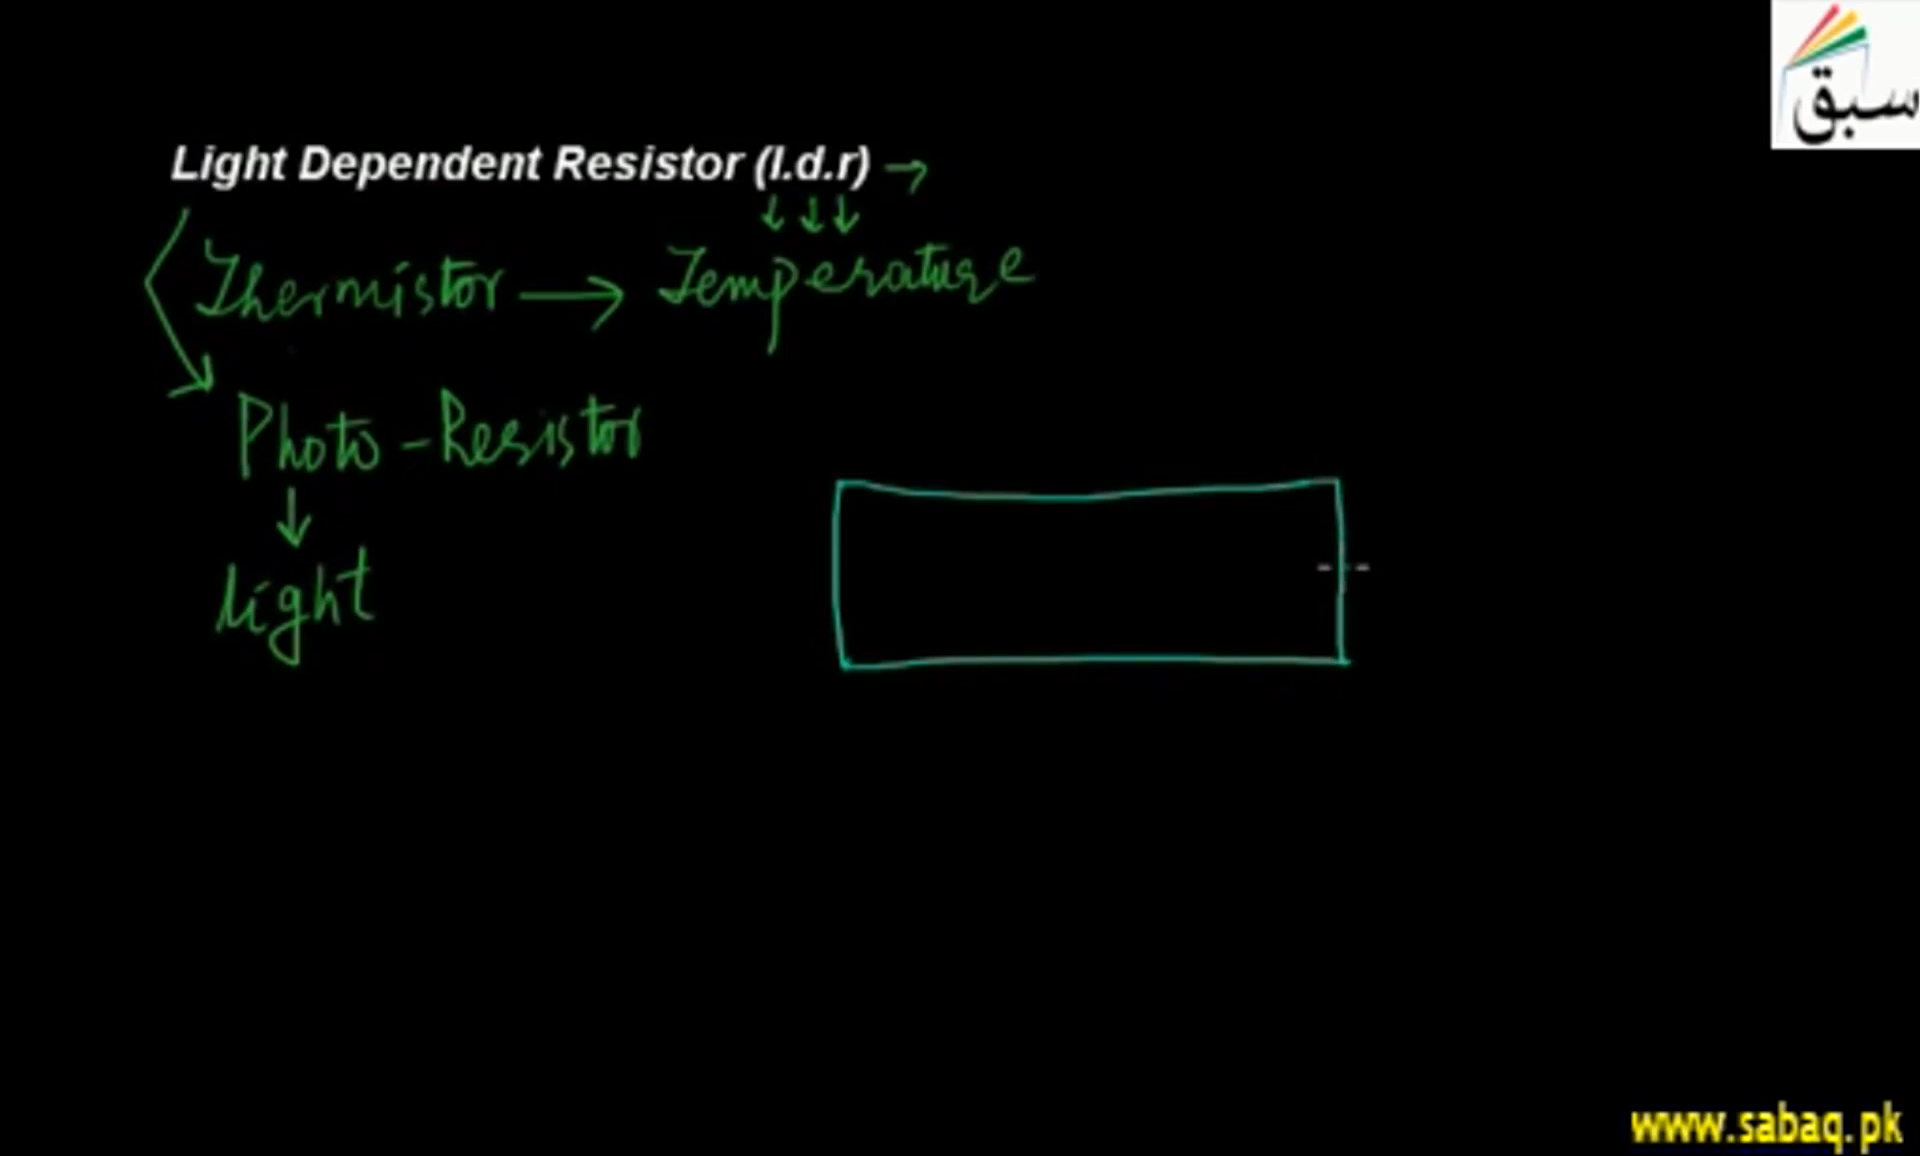 سبق
Light Dependent Resistor (l.d.r) →
↓ ↓ ↓
Thermistor → Temperature
Photo-Resistor
↓
light
www.sabaq.pk